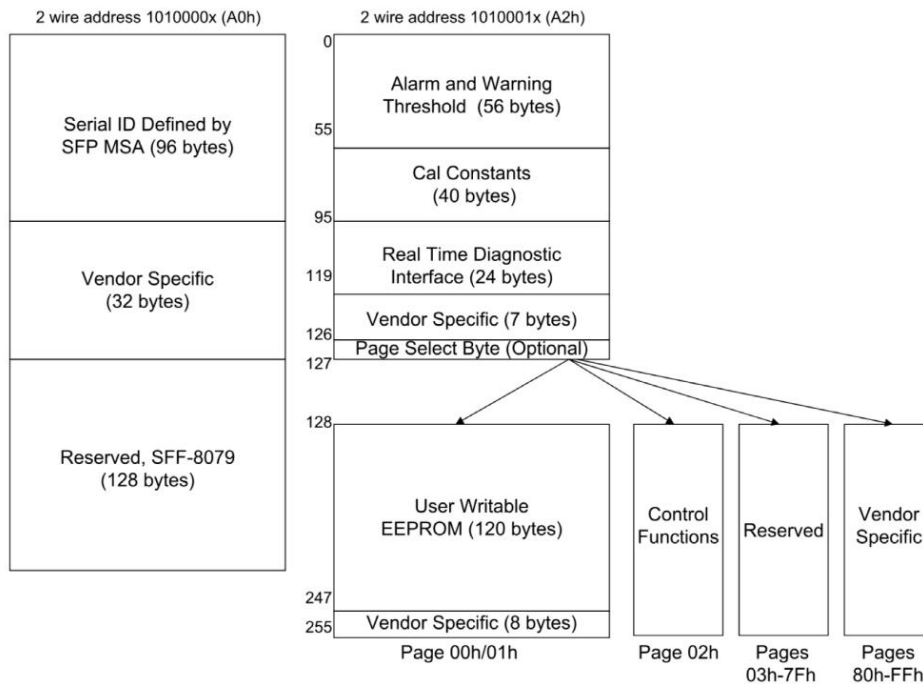 2 wire address 1010000x (A0h)
Serial ID Defined by
SFP MSA (96 bytes)
Vendor Specific
(32 bytes)
Reserved, SFF-8079
(128 bytes)
2 wire address 1010001x (A2h)
0
Alarm and Warning
Threshold (56 bytes)
55
Cal Constants
(40 bytes)
95
Real Time Diagnostic
Interface (24 bytes)
119
Vendor Specific (7 bytes)
126
Page Select Byte (Optional)
127
128
User Writable
EEPROM (120 bytes)
247
Vendor Specific (8 bytes)
255
Page 00h/01h
Control
Functions
Page 02h
Reserved
Pages
03h-7Fh
Vendor
Specific
Pages
80h-FFh